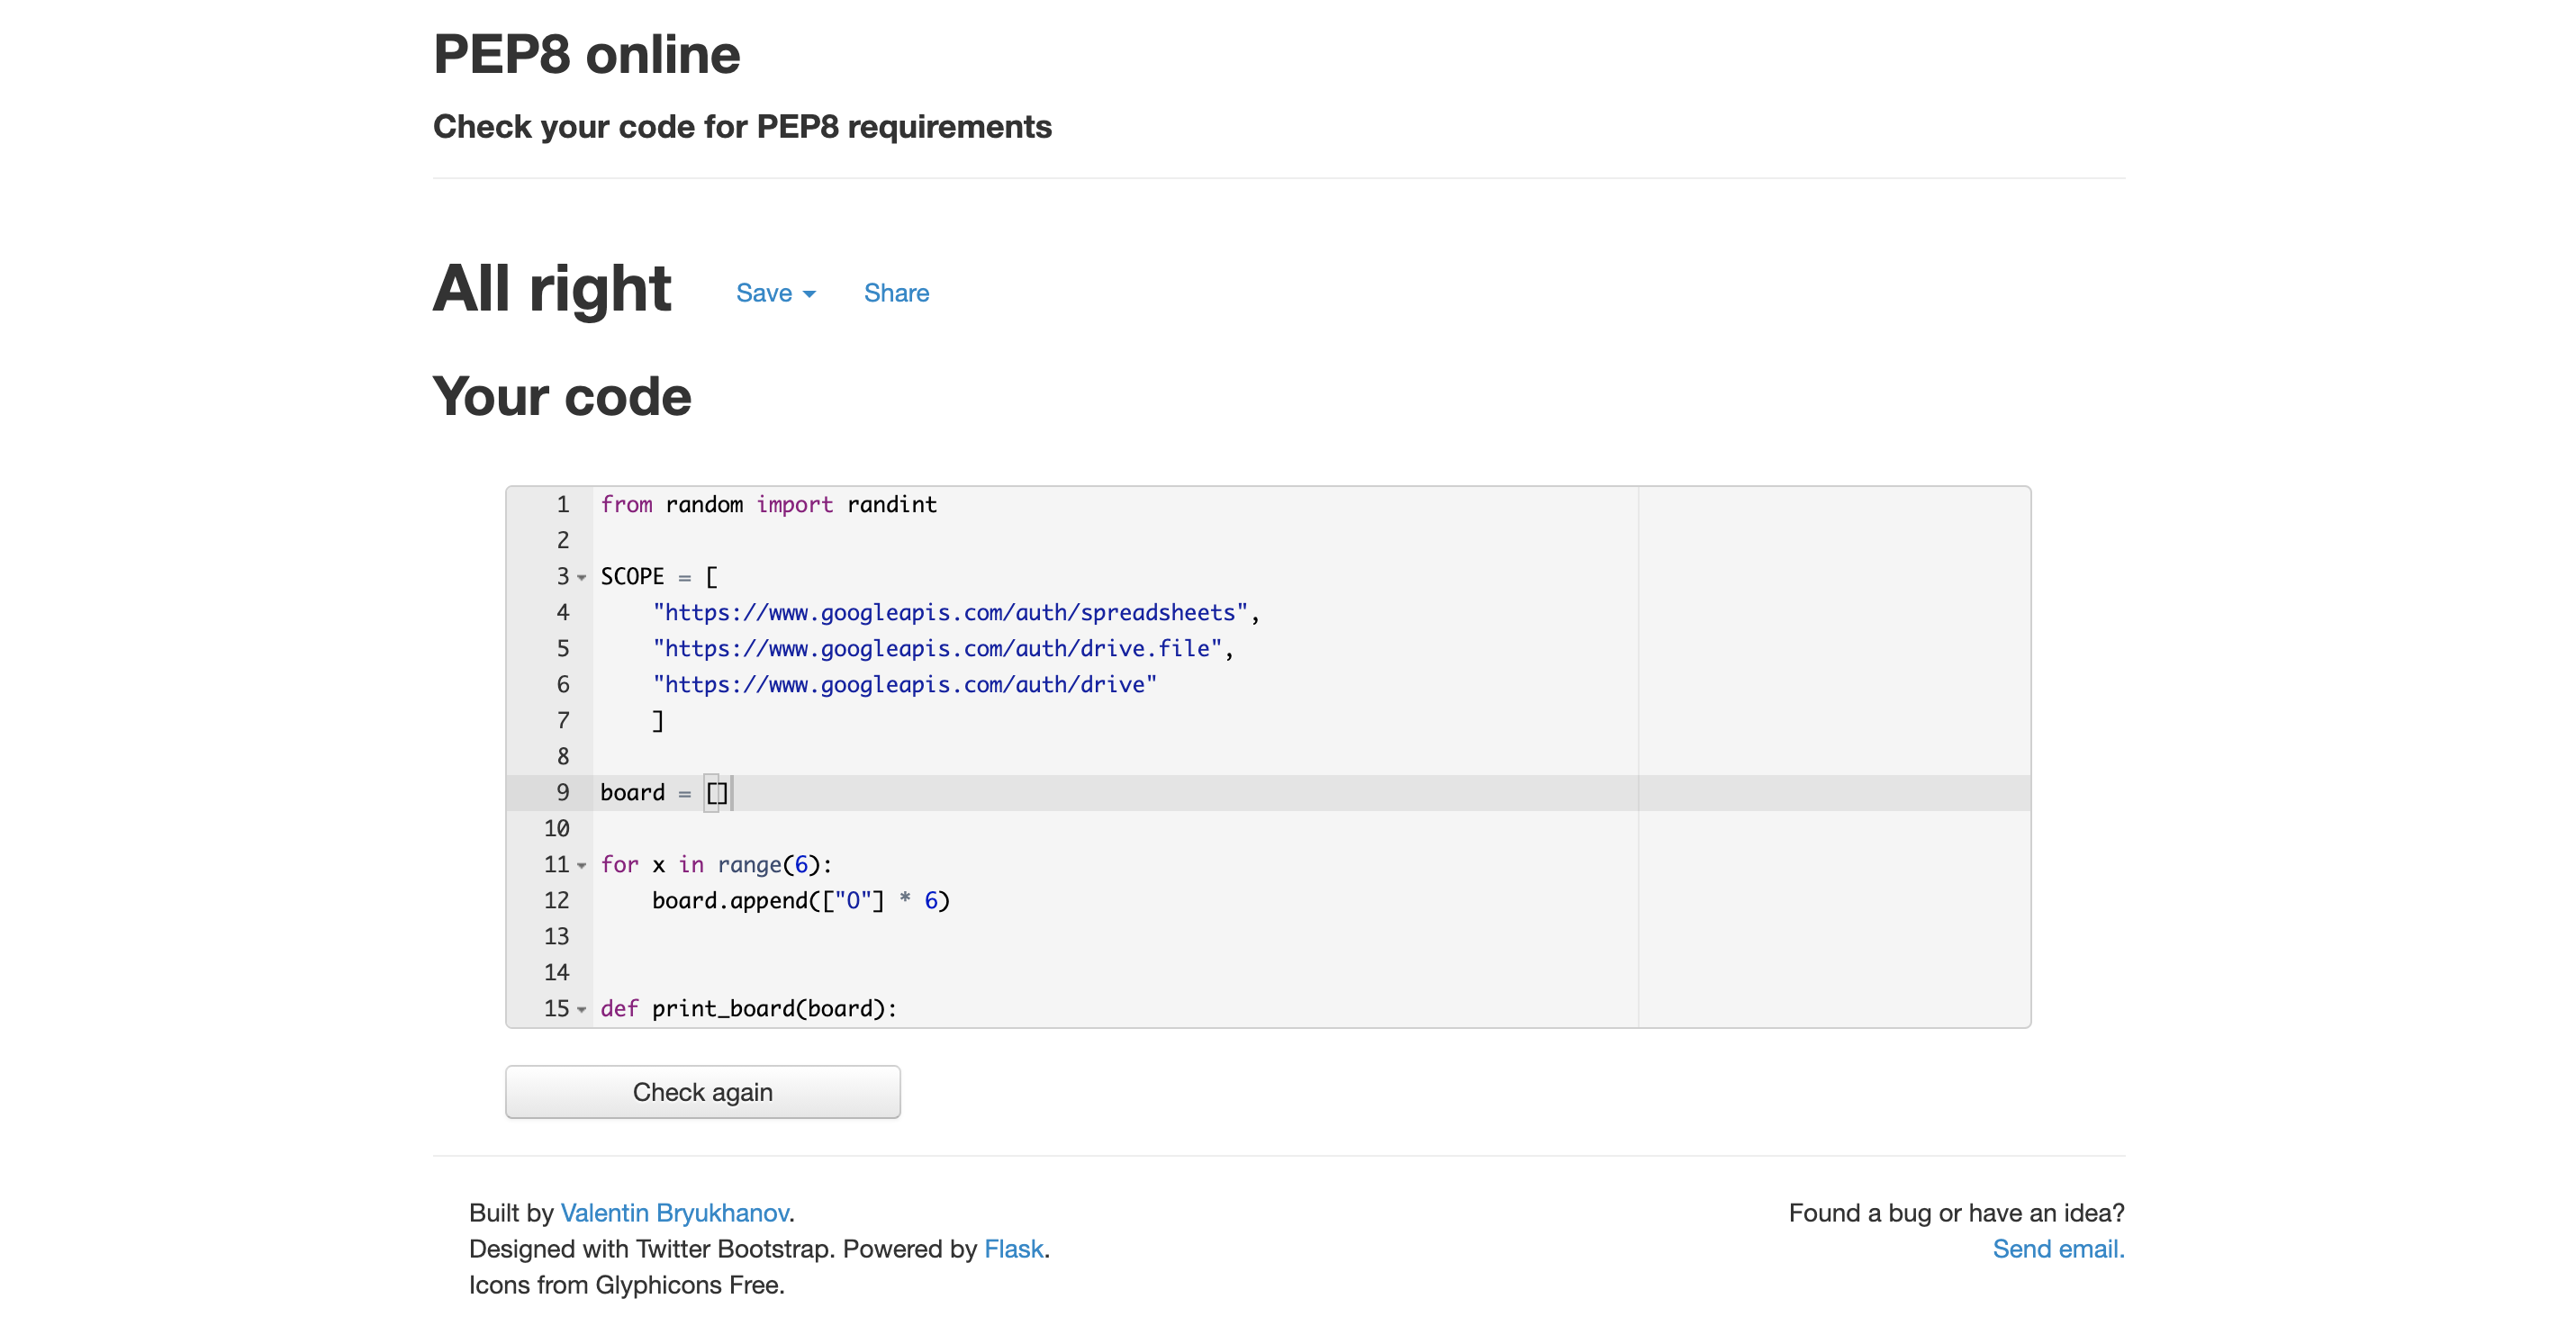 PEP8 online
Check your code for PEP8 requirements
All right Save Share
Your code
1 from random import randint
2
3 SCOPE = [
4     "https://www.googleapis.com/auth/spreadsheets",
5     "https://www.googleapis.com/auth/drive.file",
6     "https://www.googleapis.com/auth/drive"
7     ]
8
9 board = []
10
11 for x in range(6):
12     board.append(["O"] * 6)
13
14
15 def print_board(board):
Check again
Built by Valentin Bryukhanov.
Designed with Twitter Bootstrap. Powered by Flask.
Icons from Glyphicons Free.
Found a bug or have an idea?
Send email.